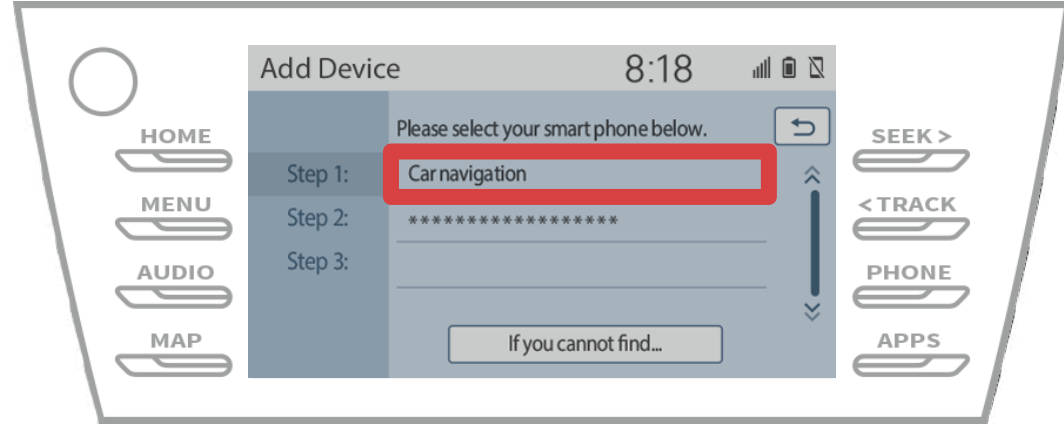 Add Device 8:18
HOME
MENU
AUDIO
MAP
Please select your smart phone below.
Step 1: Car navigation
Step 2: ******************
Step 3:
If you cannot find...
SEEK >
< TRACK
PHONE
APPS